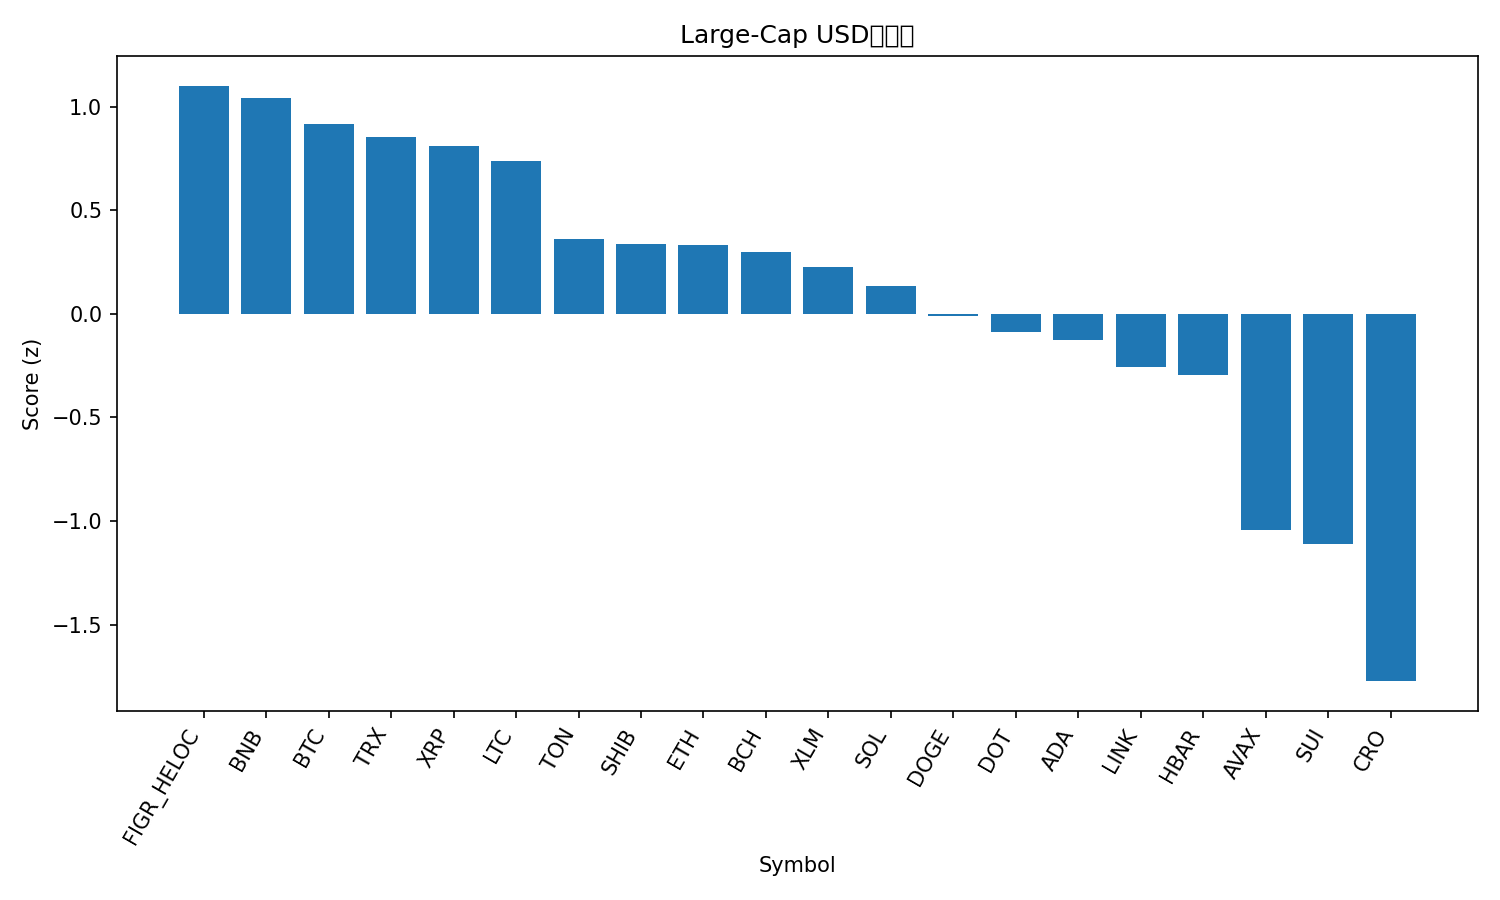 Large-Cap USD
Score (z)
1.0
0.5
0.0
−0.5
−1.0
−1.5
FIGR_HELOC
BNB
BTC
TRX
XRP
LTC
TON
SHIB
ETH
BCH
XLM
SOL
DOGE
DOT
ADA
LINK
HBAR
AVAX
SUI
CRO
Symbol